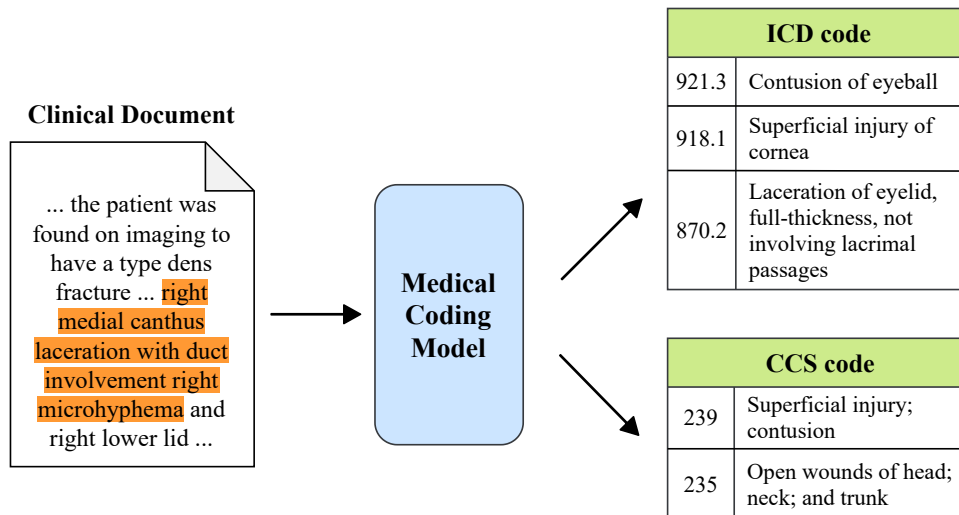 Clinical Document
... the patient was
found on imaging to
have a type dens
fracture ... right
medial canthus
laceration with duct
involvement right
microhyphema and
right lower lid ...
Medical
Coding
Model
ICD code
921.3 Contusion of eyeball
918.1 Superficial injury of
cornea
870.2 Laceration of eyelid,
full-thickness, not
involving lacrimal
passages
CCS code
239 Superficial injury;
contusion
235 Open wounds of head;
neck; and trunk